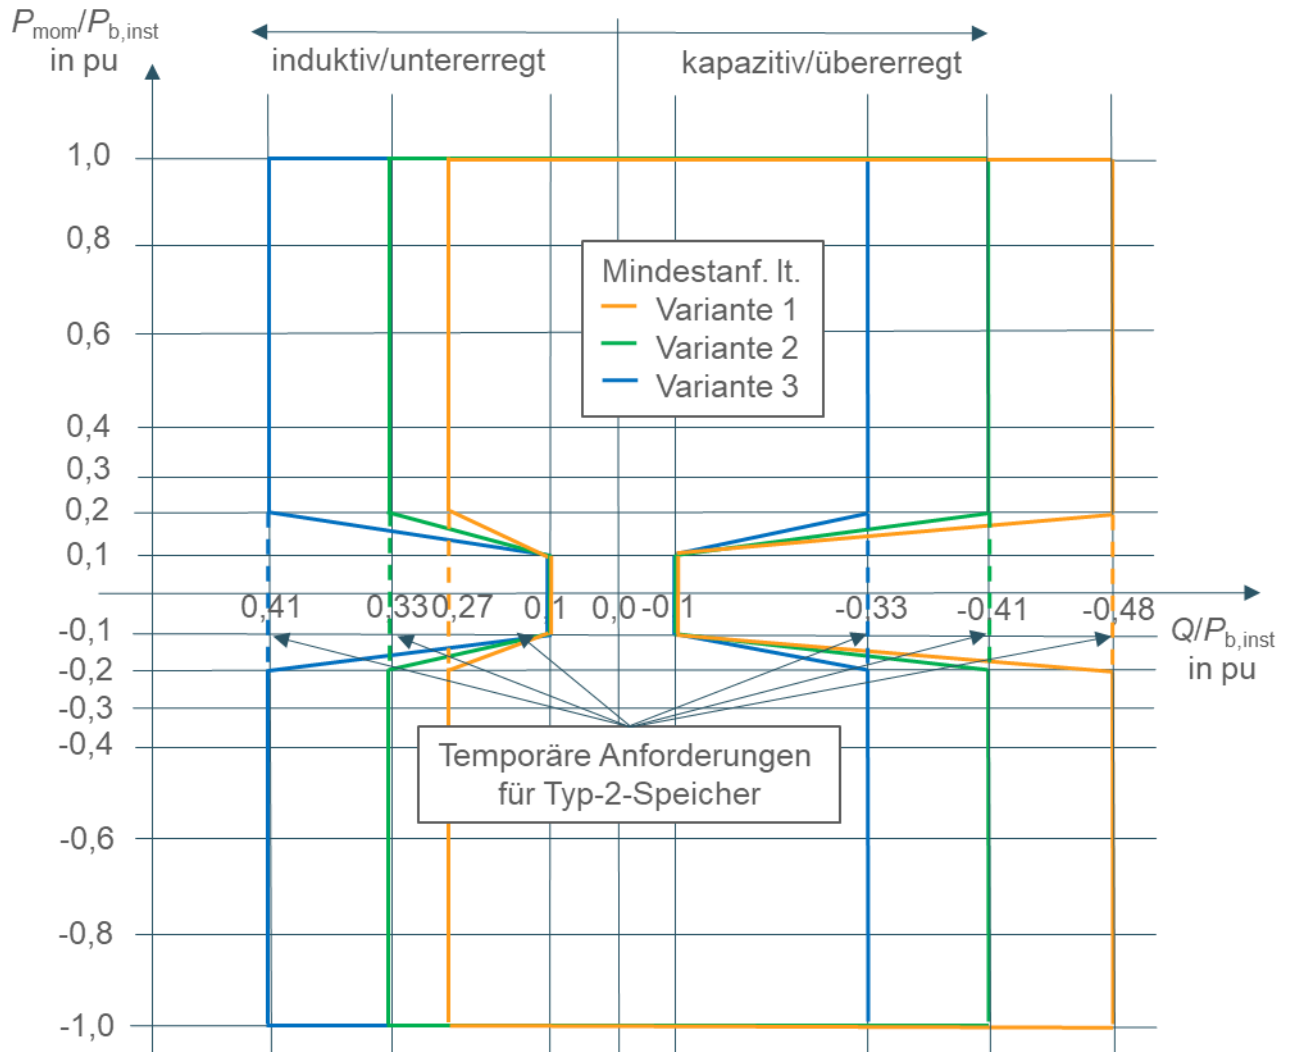 Pmom/Pb,inst
in pu
induktiv/untererregt
kapazitiv/übererregt
1,0
0,8
Mindestanf. lt.
Variante 1
Variante 2
Variante 3
0,6
0,4
0,3
0,2
0,1
0,41 0,33 0,27 0,1 0,0 -0,1 -0,33 -0,41 -0,48
Q/Pb,inst
in pu
-0,1
-0,2
-0,3
-0,4
Temporäre Anforderungen
für Typ-2-Speicher
-0,6
-0,8
-1,0